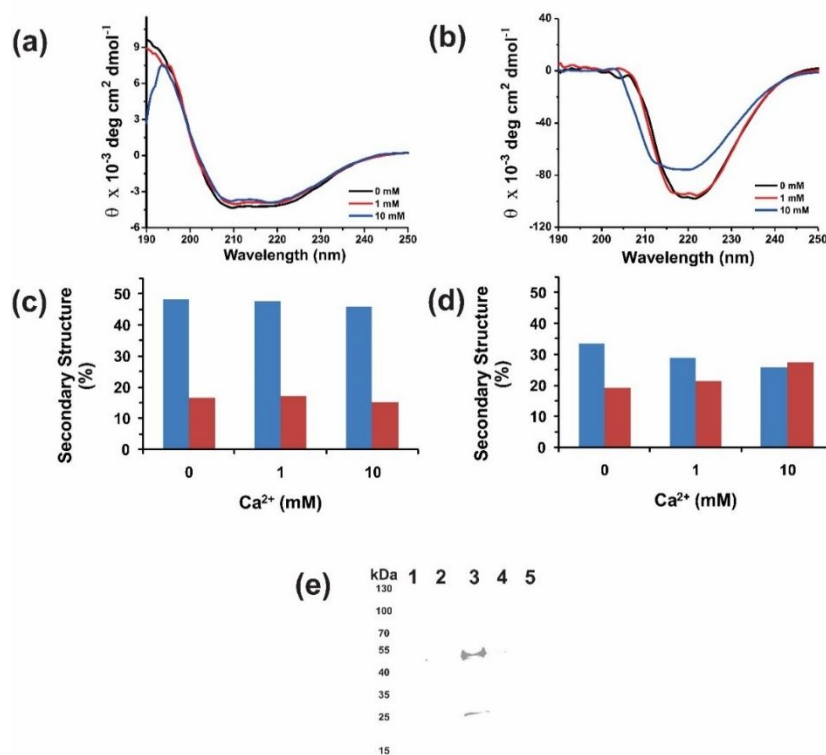 (a)
θ x 10⁻³ deg cm² dmol⁻¹
9
6
3
0
-3
-6
190 200 210 220 230 240 250
Wavelength (nm)
0 mM
1 mM
10 mM
(b)
θ x 10⁻³ deg cm² dmol⁻¹
40
0
-40
-80
-120
190 200 210 220 230 240 250
Wavelength (nm)
0 mM
1 mM
10 mM
(c)
Secondary Structure
(%)
50
40
30
20
10
0
0 1 10
Ca²⁺ (mM)
(d)
Secondary Structure
(%)
50
40
30
20
10
0
0 1 10
Ca²⁺ (mM)
(e)
kDa 1 2 3 4 5
130
100
70
55
40
35
25
15